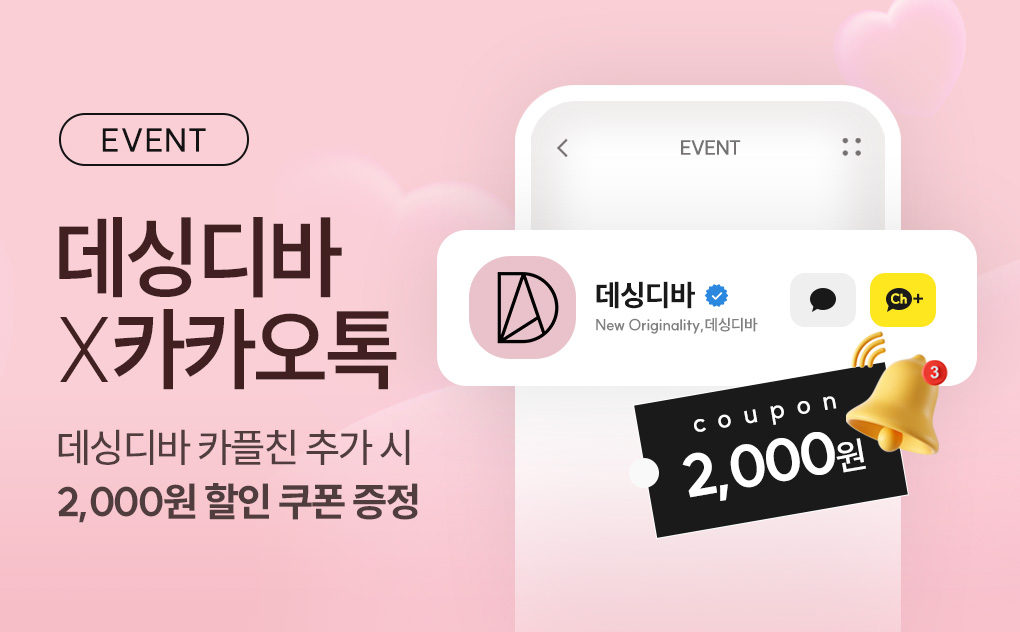 EVENT
데싱디바
X카카오톡
데싱디바 카플친 추가 시
2,000원 할인 쿠폰 증정
EVENT
데싱디바
New Originality,데싱디바
Ch+
3
coupon
2,000원